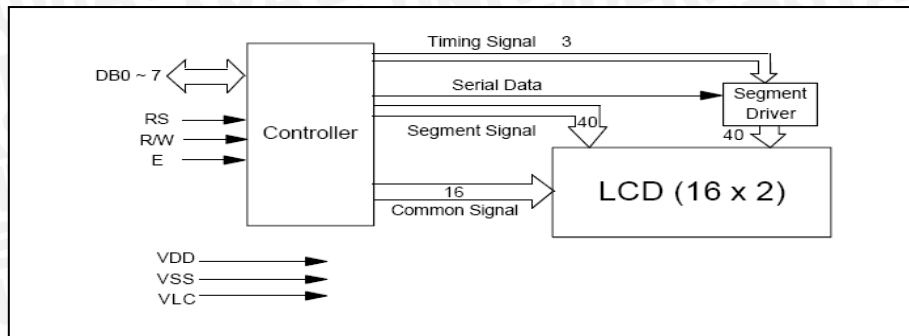 Timing Signal 3
DB0 ~ 7
Serial Data
Segment
Driver
RS
Controller
40
40
R/W
Segment Signal
E
LCD (16 x 2)
16
Common Signal
VDD
VSS
VLC